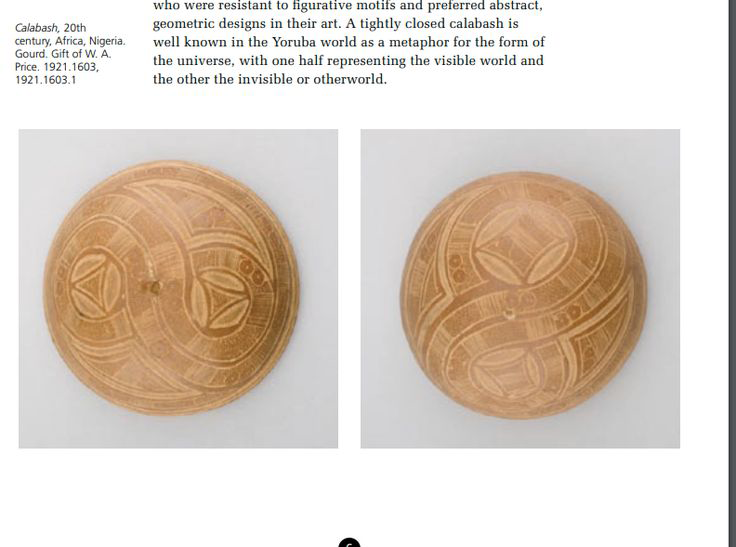 who were resistant to figurative motifs and preferred abstract,
geometric designs in their art. A tightly closed calabash is
well known in the Yoruba world as a metaphor for the form of
the universe, with one half representing the visible world and
the other the invisible or otherworld.
Calabash, 20th
century, Africa, Nigeria.
Gourd. Gift of W. A.
Price. 1921.1603,
1921.1603.1